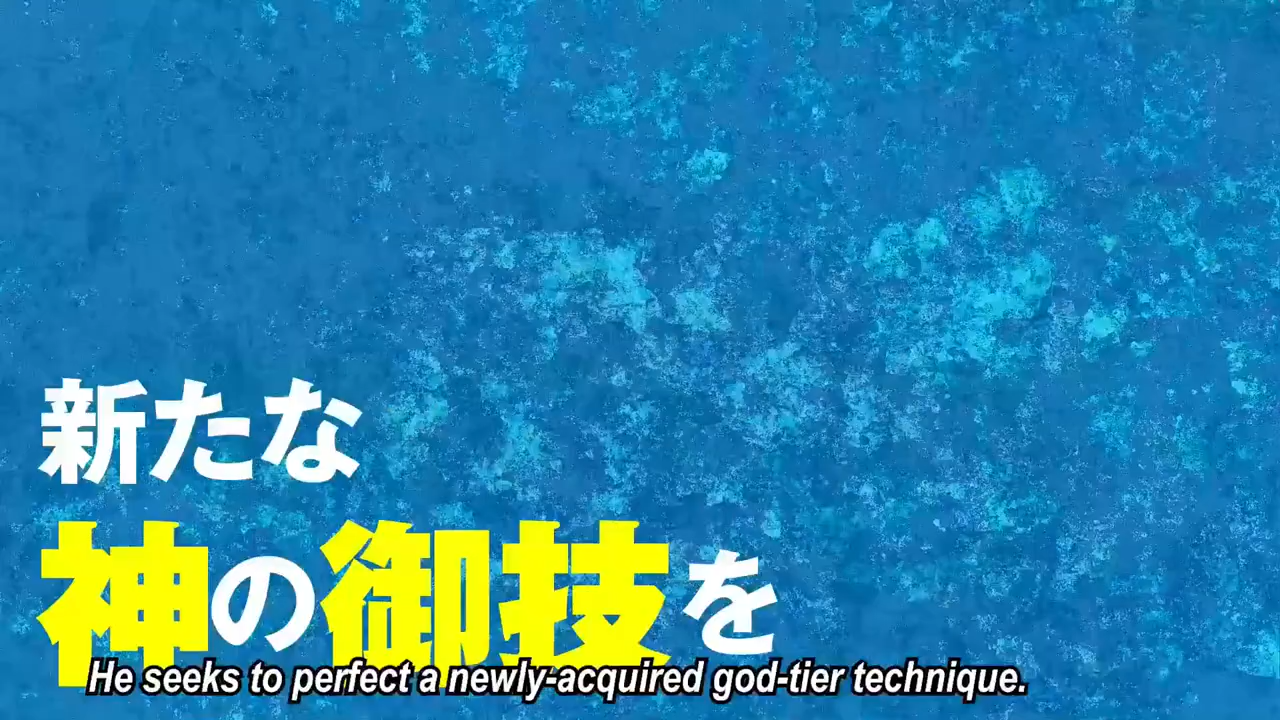 新たな
神の御技を
He seeks to perfect a newly-acquired god-tier technique.